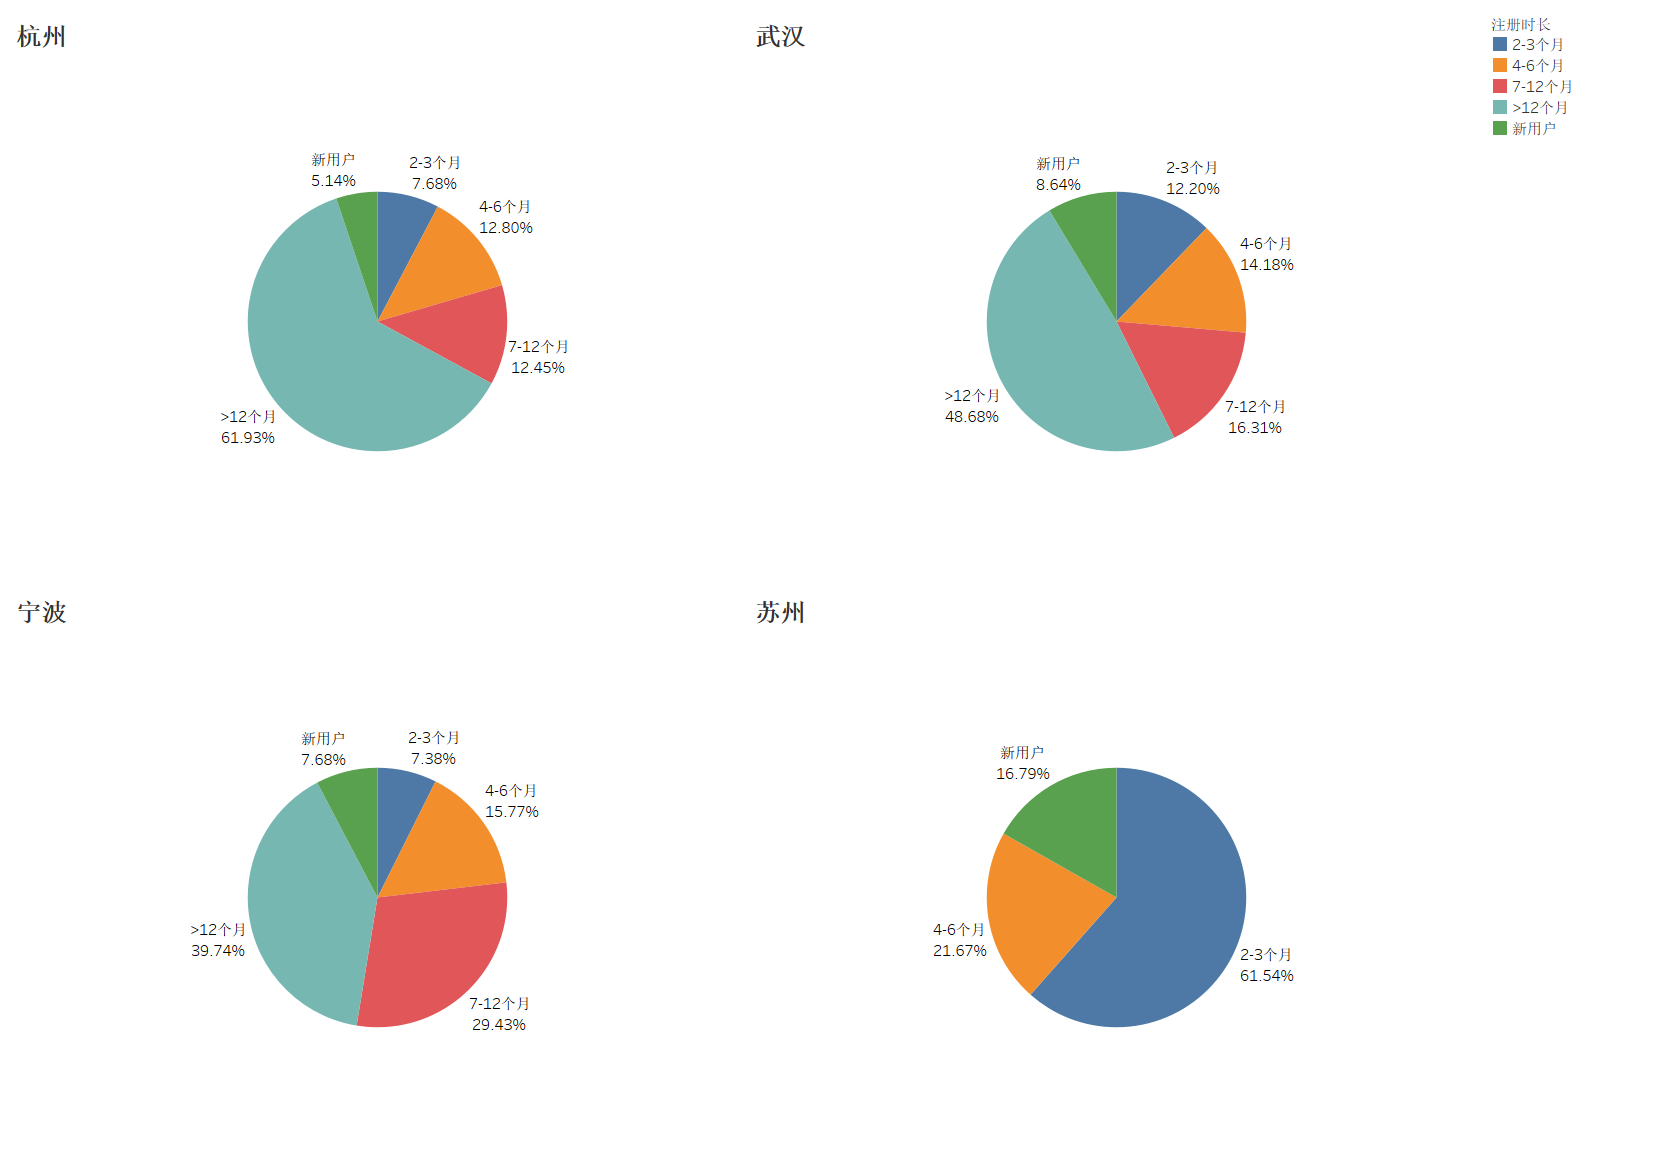 杭州
新用户
5.14%
2-3个月
7.68%
4-6个月
12.80%
7-12个月
12.45%
>12个月
61.93%
武汉
新用户
8.64%
2-3个月
12.20%
4-6个月
14.18%
7-12个月
16.31%
>12个月
48.68%
注册时长
2-3个月
4-6个月
7-12个月
>12个月
新用户
宁波
新用户
7.68%
2-3个月
7.38%
4-6个月
15.77%
7-12个月
29.43%
>12个月
39.74%
苏州
新用户
16.79%
4-6个月
21.67%
2-3个月
61.54%